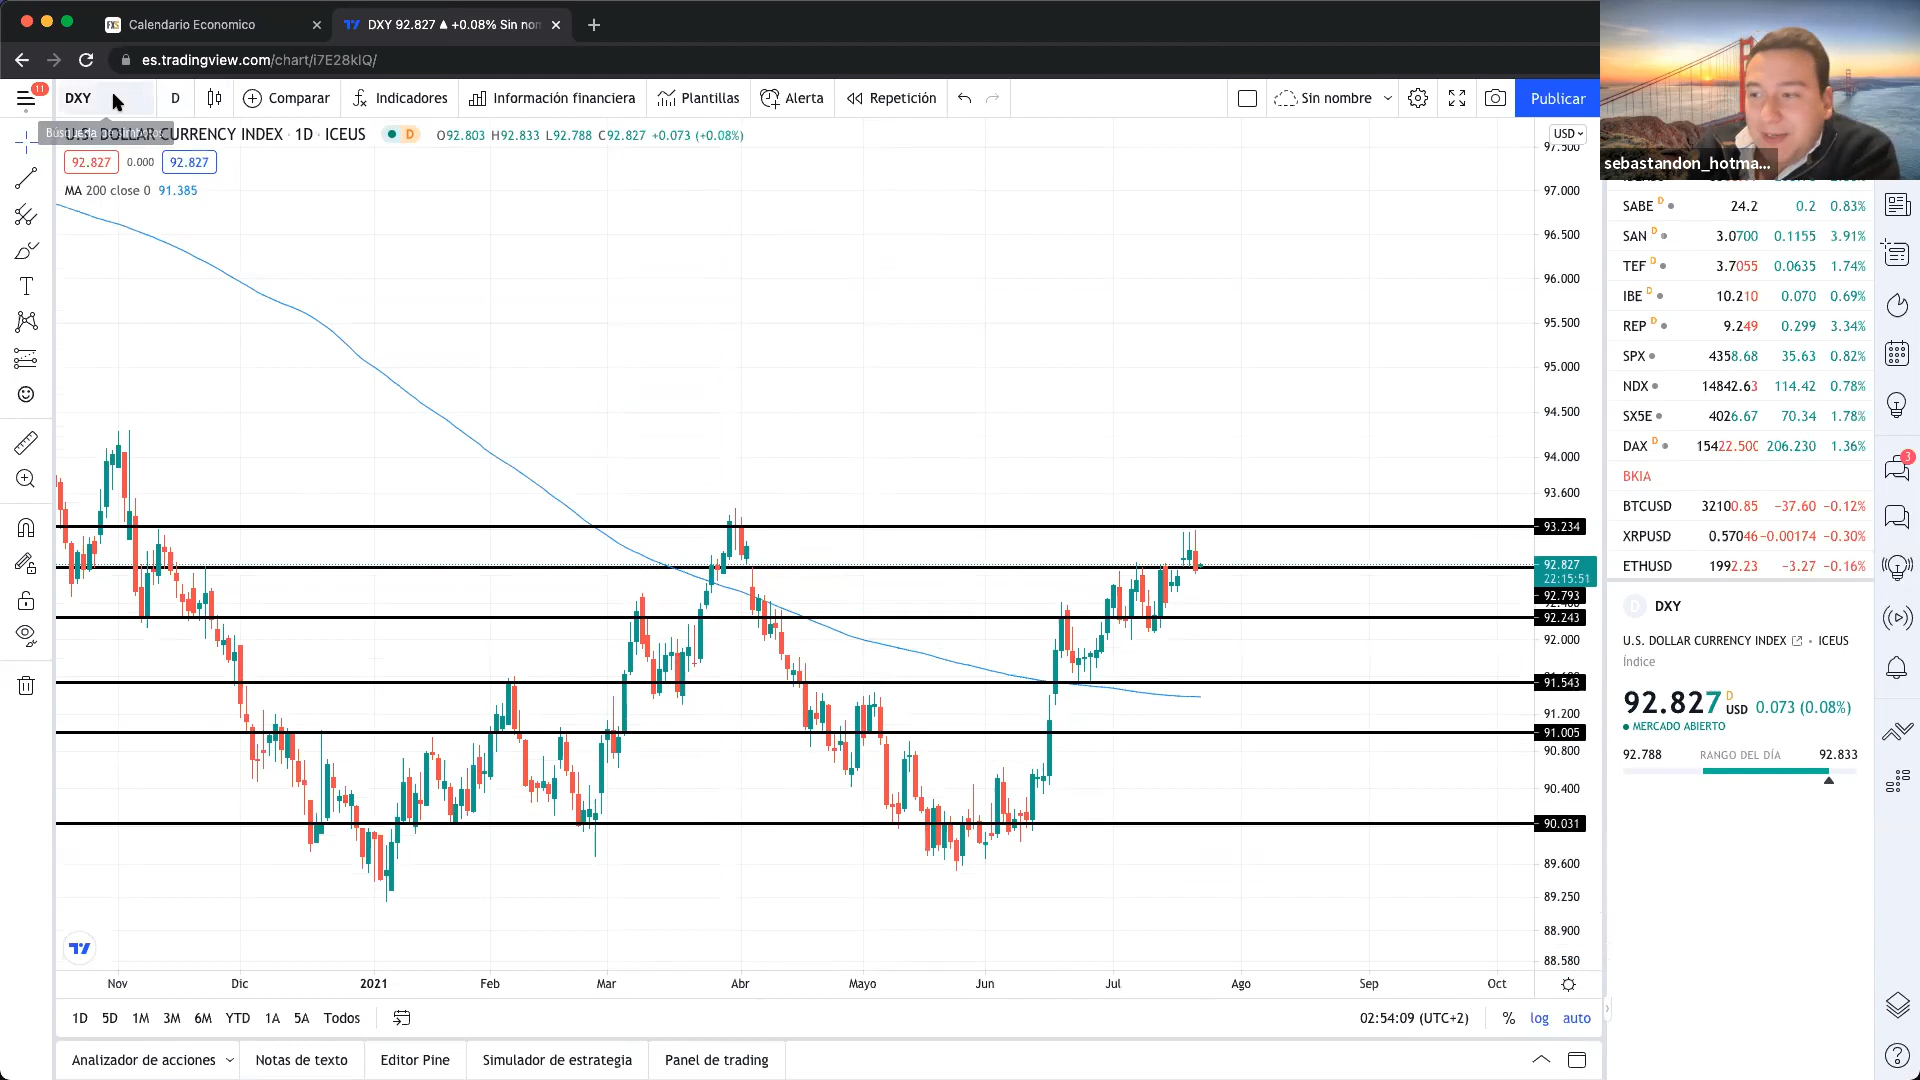 Calendario Economico
DXY 92.827 ▲ +0.08% Sin nom
es.tradingview.com/chart/i7E28klQ/
11
DXY
D
Comparar
Indicadores
Información financiera
Plantillas
Alerta
Repetición
Sin nombre
Publicar
sebastandon_hotma...
U.S. DOLLAR CURRENCY INDEX · 1D · ICEUS
D
O92.803 H92.833 L92.788 C92.827 +0.073 (+0.08%)
92.827
0.000
92.827
MA 200 close 0 91.385
USD
97.500
97.000
96.500
96.000
95.500
95.000
94.500
94.000
93.600
93.234
92.827
22:15:51
92.793
92.243
92.000
91.543
91.200
91.005
90.800
90.400
90.031
89.600
89.250
88.900
88.580
Nov
Dic
2021
Feb
Mar
Abr
Mayo
Jun
Jul
Ago
Sep
Oct
1D
5D
1M
3M
6M
YTD
1A
5A
Todos
02:54:09 (UTC+2)
%
log
auto
Analizador de acciones
Notas de texto
Editor Pine
Simulador de estrategia
Panel de trading
SABE D 24.2 0.2 0.83%
SAN D 3.0700 0.1155 3.91%
TEF D 3.7055 0.0635 1.74%
IBE D 10.210 0.070 0.69%
REP D 9.249 0.299 3.34%
SPX 4358.68 35.63 0.82%
NDX 14842.63 114.42 0.78%
SX5E 4026.67 70.34 1.78%
DAX D 15422.500 206.230 1.36%
BKIA
BTCUSD 32100.85 −37.60 −0.12%
XRPUSD 0.57046 −0.00174 −0.30%
ETHUSD 1992.23 −3.27 −0.16%
3
D DXY
U.S. DOLLAR CURRENCY INDEX · ICEUS
Índice
92.827 D USD 0.073 (0.08%)
MERCADO ABIERTO
92.788 RANGO DEL DÍA 92.833